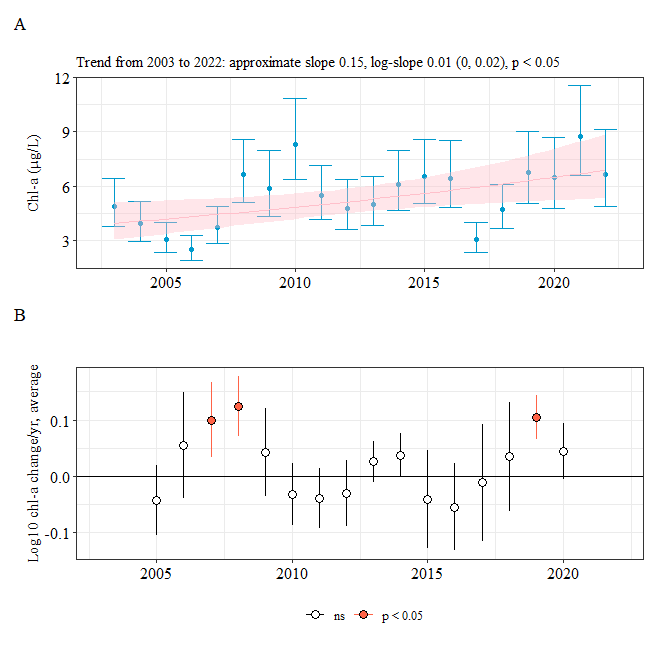 A
Trend from 2003 to 2022: approximate slope 0.15, log-slope 0.01 (0, 0.02), p < 0.05
Chl-a (µg/L)
12
9
6
3
2005 2010 2015 2020
B
Log10 chl-a change/yr, average
0.1
0.0
-0.1
2005 2010 2015 2020
ns p < 0.05